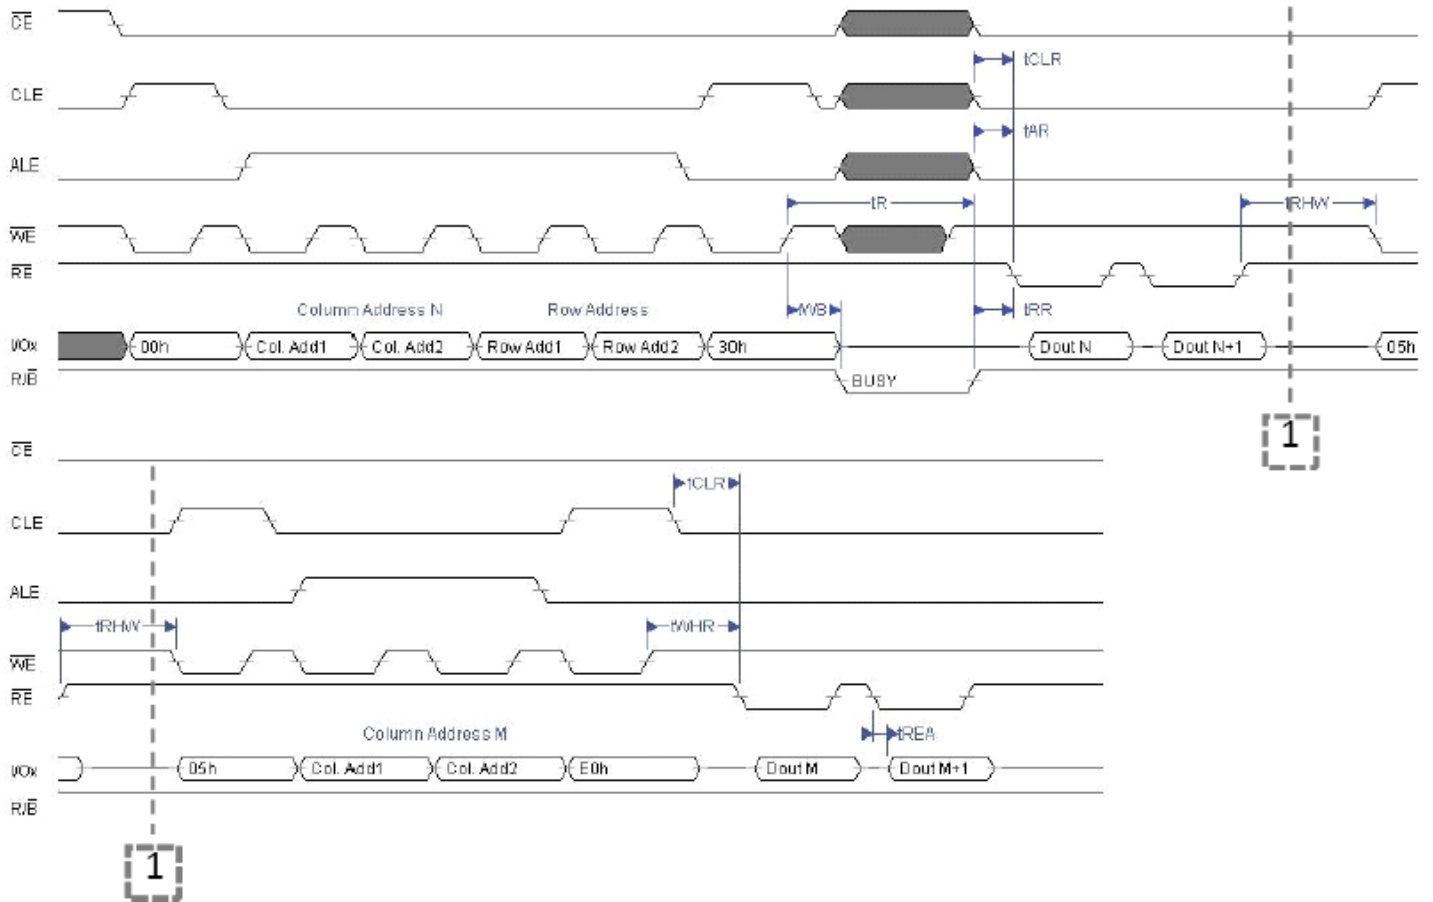 CE
tCLR
CLE
tAR
ALE
tR
tRHW
WE
RE
Column Address N Row Address tWB tRR
I/Ox 00h Col. Add1 Col. Add2 Row Add1 Row Add2 30h Dout N Dout N+1 05h
R/B BUSY
1
CE
tCLR
CLE
ALE
tRHW tWHR
WE
RE
Column Address M tREA
I/Ox 05h Col. Add1 Col. Add2 E0h Dout M Dout M+1
R/B
1